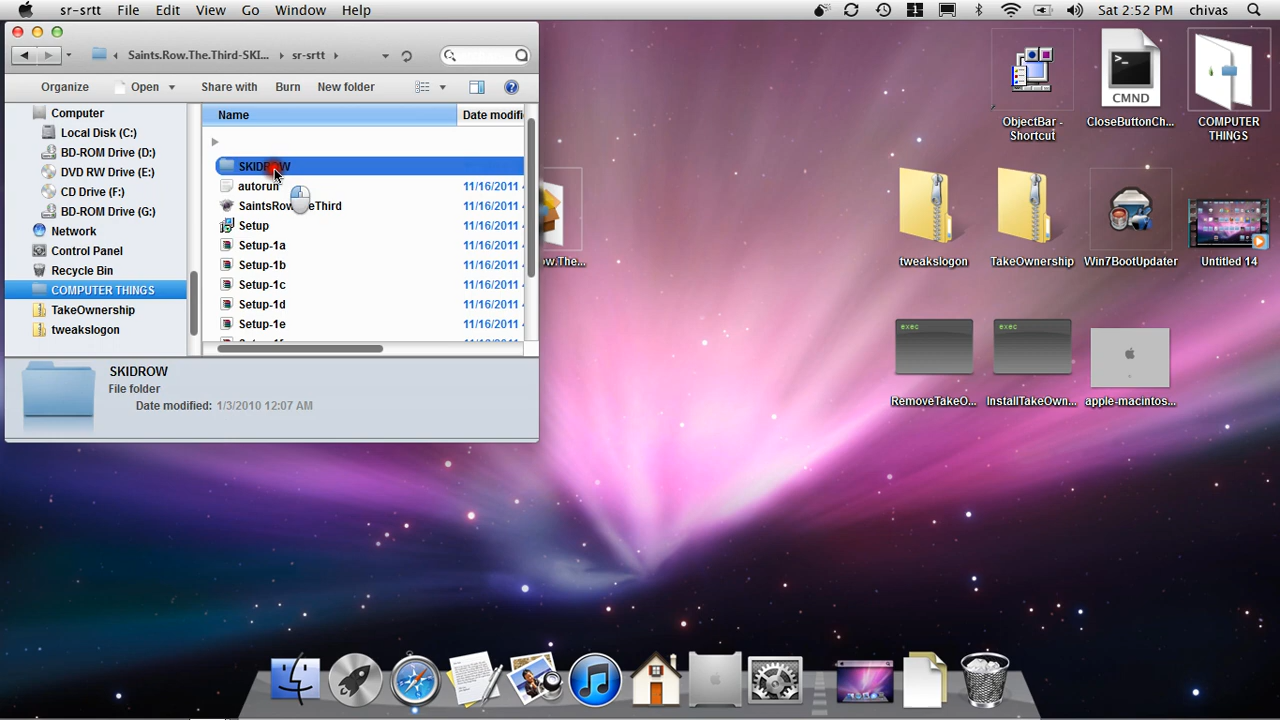 sr-srtt File Edit View Go Window Help
1 Sat 2:52 PM chivas
Saints.Row.The.Third-SKI... sr-srtt
Organize Open Share with Burn New folder
Name Date modifi
Computer
Local Disk (C:)
BD-ROM Drive (D:)
DVD RW Drive (E:)
CD Drive (F:)
BD-ROM Drive (G:)
Network
Control Panel
Recycle Bin
COMPUTER THINGS
TakeOwnership
tweakslogon
SKIDROW
autorun 11/16/2011
SaintsRowTheThird 11/16/2011
Setup 11/16/2011
Setup-1a 11/16/2011
Setup-1b 11/16/2011
Setup-1c 11/16/2011
Setup-1d 11/16/2011
Setup-1e 11/16/2011
SKIDROW
File folder
Date modified: 1/3/2010 12:07 AM
ow.The...
ObjectBar -
Shortcut
>_
CMND
CloseButtonCh...
COMPUTER
THINGS
tweakslogon
TakeOwnership
Win7BootUpdater
Untitled 14
exec
RemoveTakeO...
exec
InstallTakeOwn...
apple-macintos...